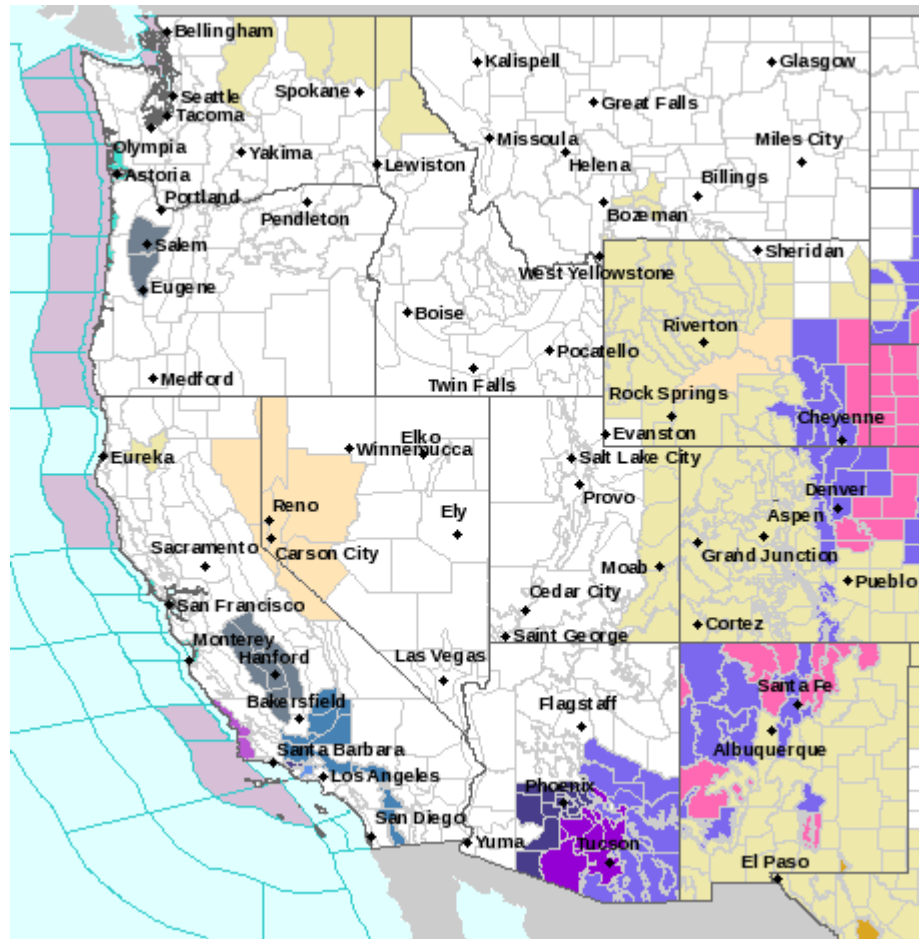 Bellingham
Kalispell
Glasgow
Spokane
Seattle
Great Falls
Tacoma
Missoula
Miles City
Olympia
Yakima
Helena
Lewiston
Astoria
Billings
Portland
Pendleton
Bozeman
Salem
Sheridan
West Yellowstone
Eugene
Boise
Riverton
Pocatello
Medford
Twin Falls
Rock Springs
Cheyenne
Elko
Evanston
Winnemucca
Eureka
Salt Lake City
Provo
Denver
Reno
Ely
Aspen
Sacramento
Carson City
Grand Junction
Moab
Pueblo
Cedar City
San Francisco
Cortez
Monterey
Saint George
Hanford
Las Vegas
Santa Fe
Bakersfield
Flagstaff
Albuquerque
Santa Barbara
Los Angeles
Phoenix
San Diego
Yuma
Tucson
El Paso